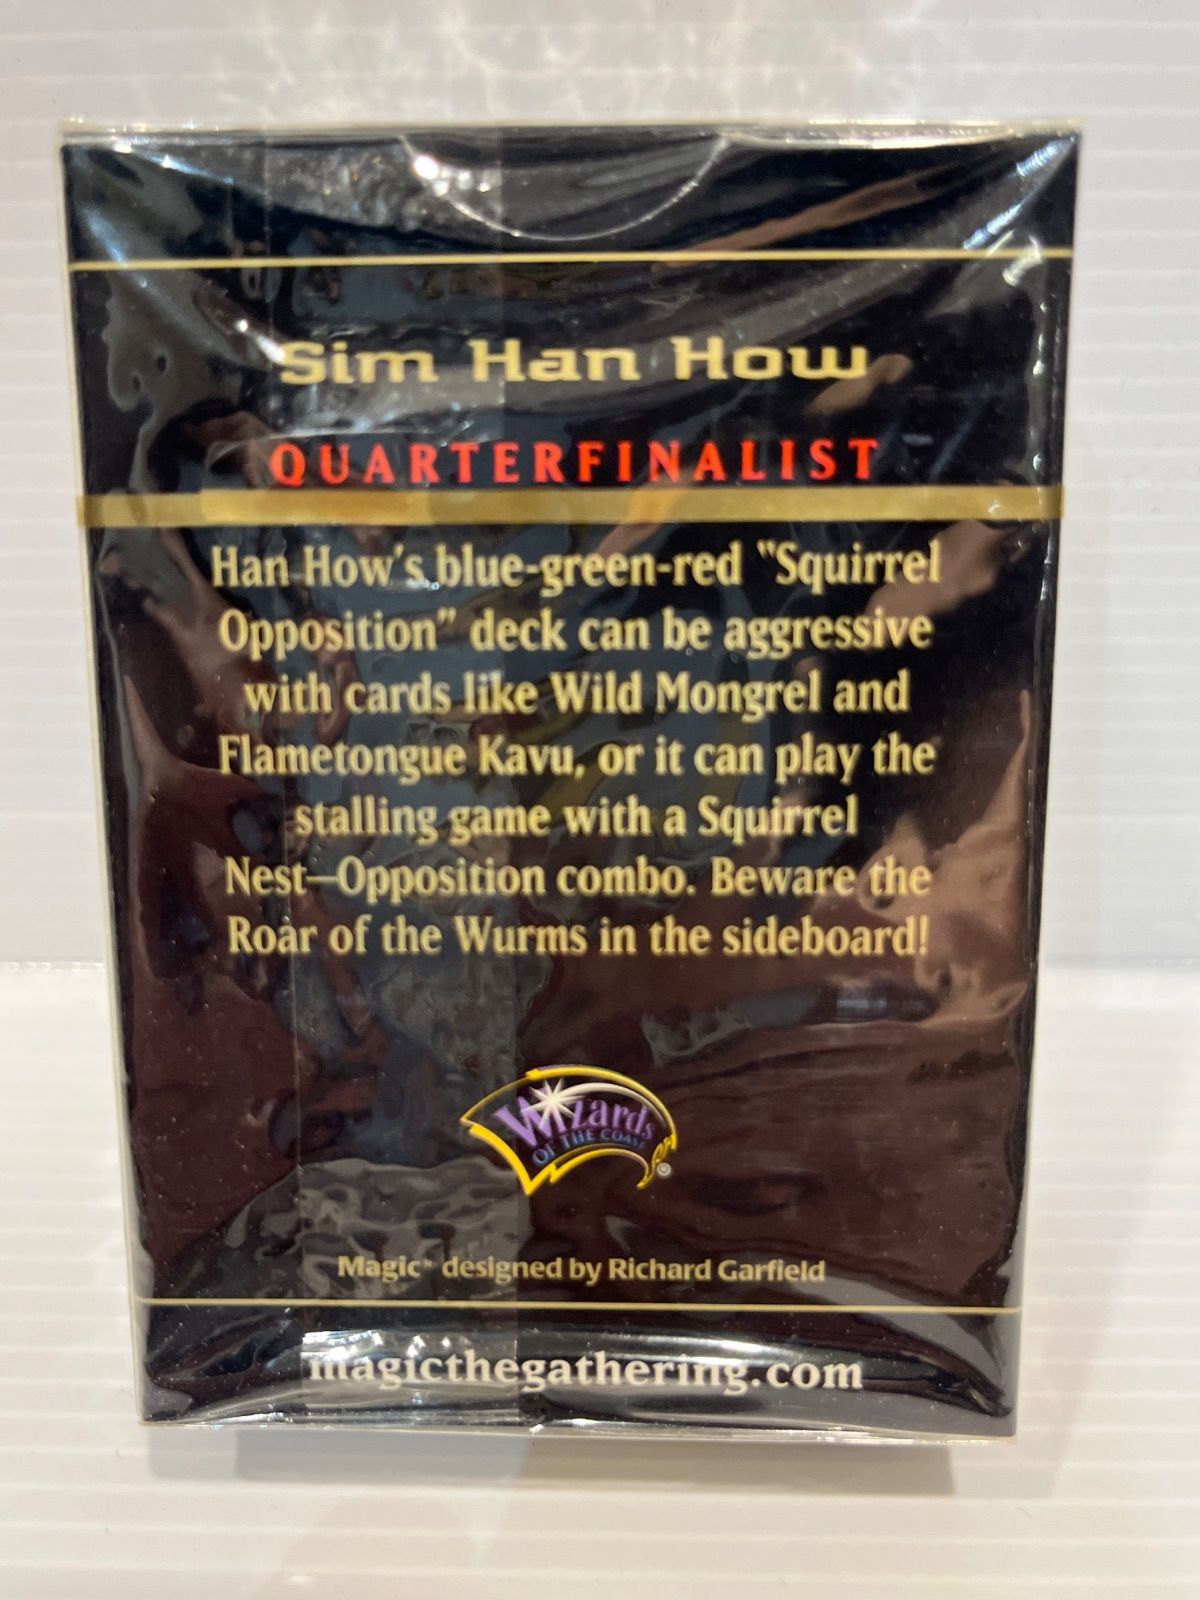 Sim Han How
QUARTERFINALIST
Han How's blue-green-red "Squirrel
Opposition" deck can be aggressive
with cards like Wild Mongrel and
Flametongue Kavu, or it can play the
stalling game with a Squirrel
Nest—Opposition combo. Beware the
Roar of the Wurms in the sideboard!
Wizards
OF THE COAST
®
Magic® designed by Richard Garfield
magicthegathering.com